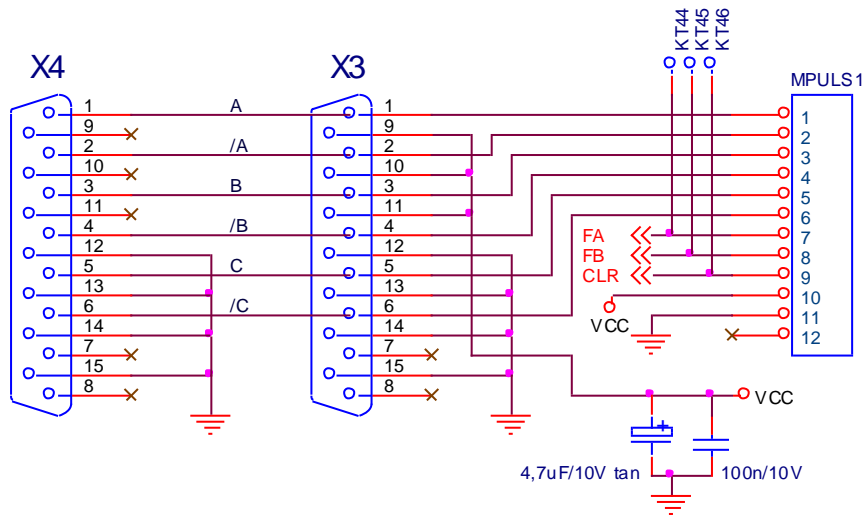 KT44
KT45
KT46
X4
X3
MPULS1
1
9
2
10
3
11
4
12
5
13
6
14
7
15
8
A
/A
B
/B
C
/C
1
9
2
10
3
11
4
12
5
13
6
14
7
15
8
FA
FB
CLR
VCC
1
2
3
4
5
6
7
8
9
10
11
12
VCC
+
4,7uF/10V tan
100n/10V